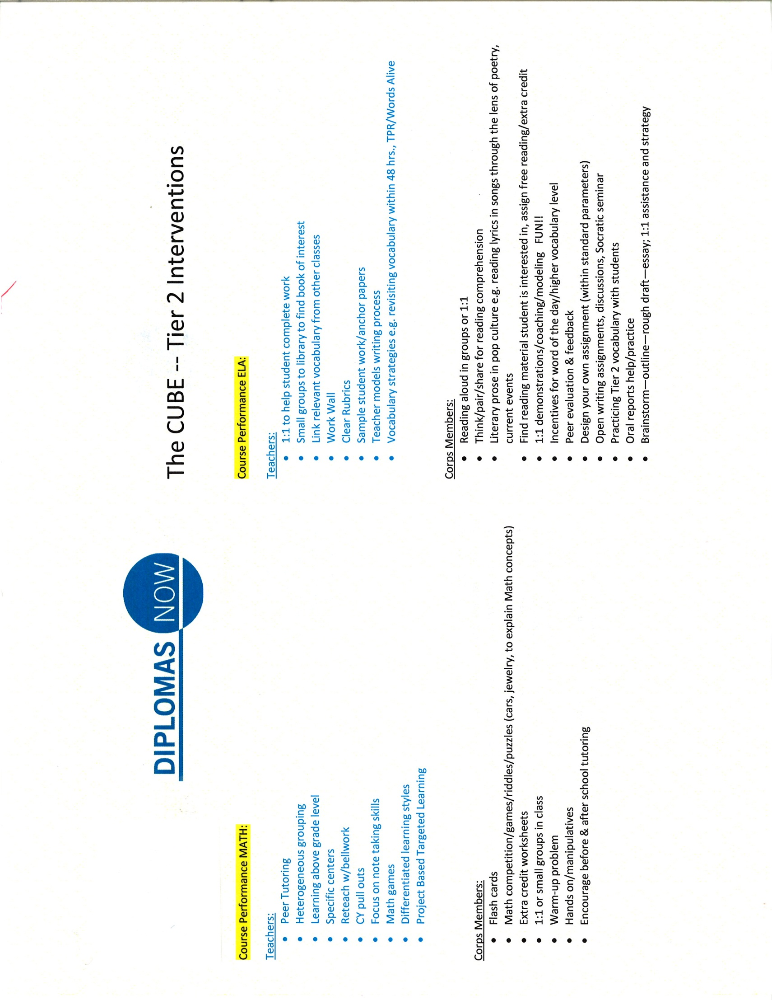 DIPLOMAS NOW
The CUBE -- Tier 2 Interventions
Course Performance MATH:
Teachers:
• Peer Tutoring
• Heterogeneous grouping
• Learning above grade level
• Specific centers
• Reteach w/bellwork
• CY pull outs
• Focus on note taking skills
• Math games
• Differentiated learning styles
• Project Based Targeted Learning
Corps Members:
• Flash cards
• Math competition/games/riddles/puzzles (cars, jewelry, to explain Math concepts)
• Extra credit worksheets
• 1:1 or small groups in class
• Warm-up problem
• Hands on/manipulatives
• Encourage before & after school tutoring
Course Performance ELA:
Teachers:
• 1:1 to help student complete work
• Small groups to library to find book of interest
• Link relevant vocabulary from other classes
• Work Wall
• Clear Rubrics
• Sample student work/anchor papers
• Teacher models writing process
• Vocabulary strategies e.g. revisiting vocabulary within 48 hrs., TPR/Words Alive
Corps Members:
• Reading aloud in groups or 1:1
• Think/pair/share for reading comprehension
• Literary prose in pop culture e.g. reading lyrics in songs through the lens of poetry,
current events
• Find reading material student is interested in, assign free reading/extra credit
• 1:1 demonstrations/coaching/modeling FUN!!
• Incentives for word of the day/higher vocabulary level
• Peer evaluation & feedback
• Design your own assignment (within standard parameters)
• Open writing assignments, discussions, Socratic seminar
• Practicing Tier 2 vocabulary with students
• Oral reports help/practice
• Brainstorm—outline—rough draft—essay; 1:1 assistance and strategy